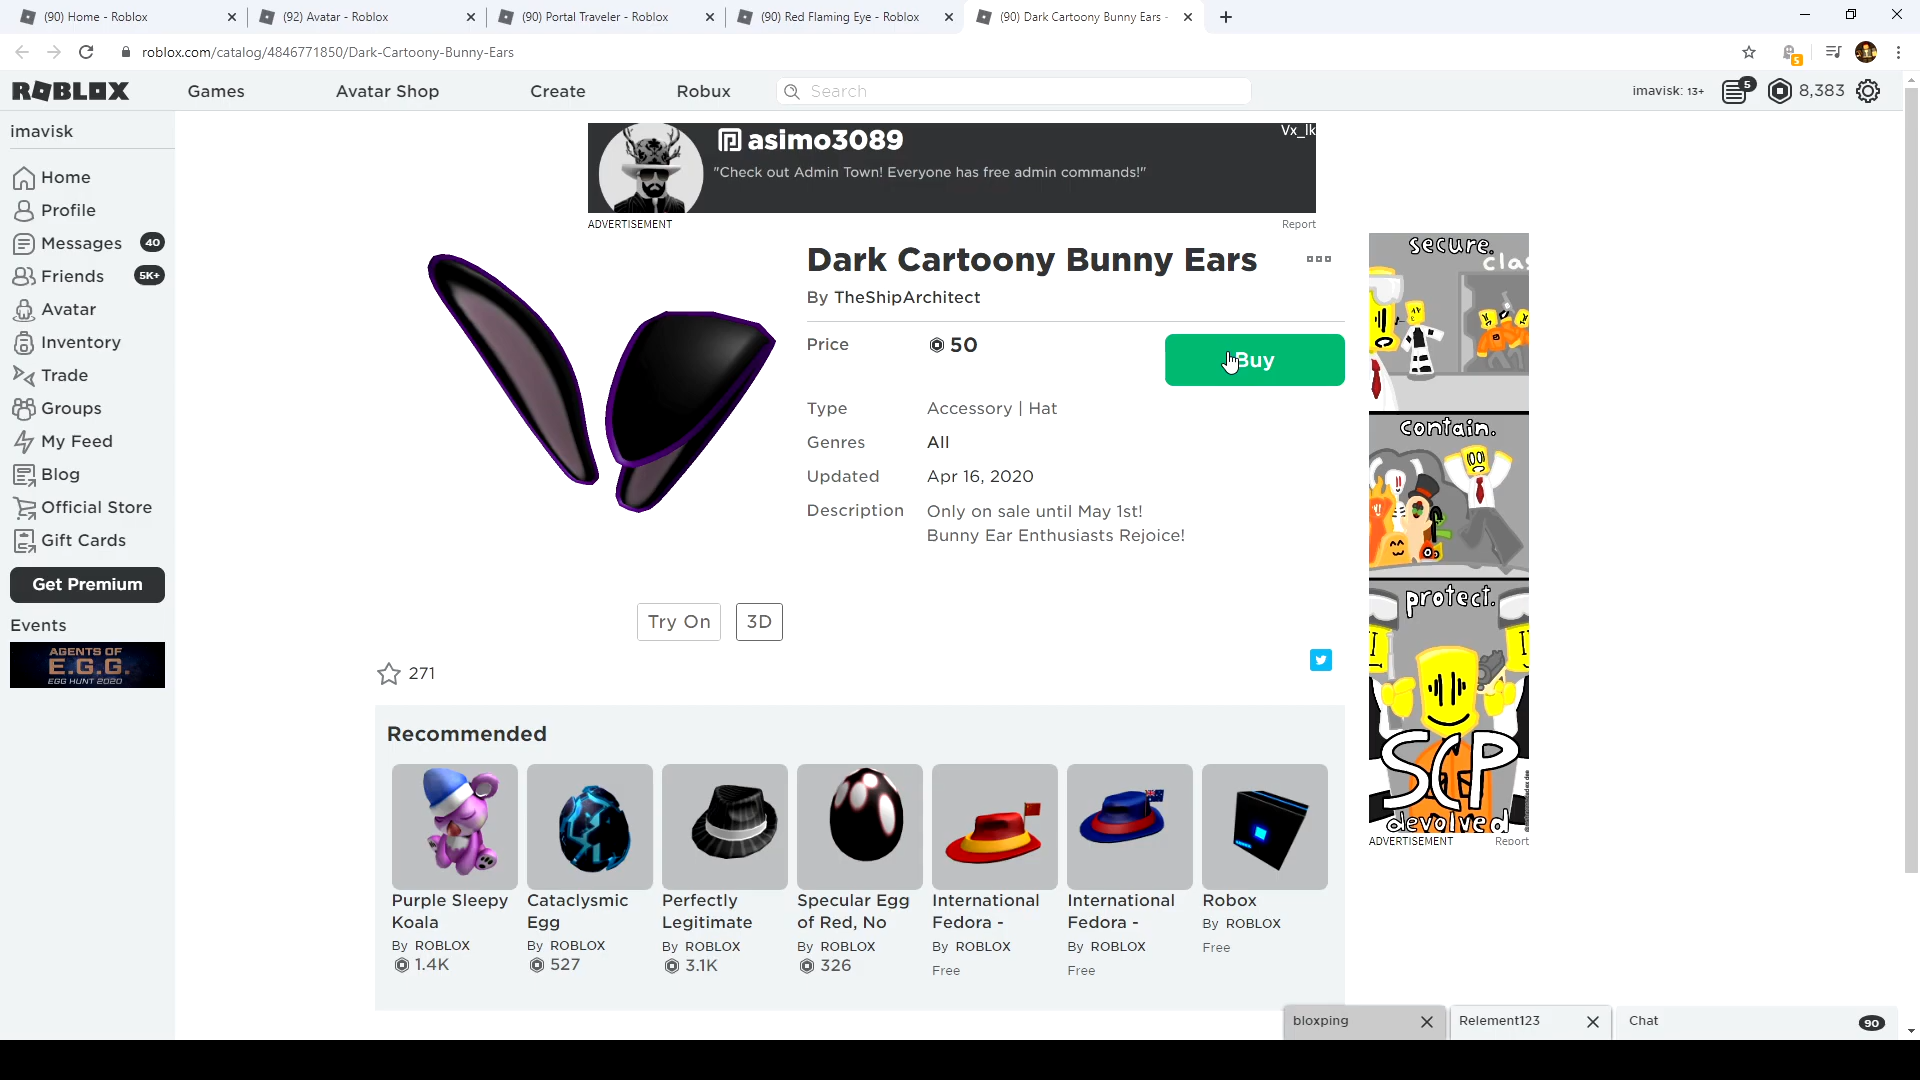 (90) Home - Roblox
(92) Avatar - Roblox
(90) Portal Traveler - Roblox
(90) Red Flaming Eye - Roblox
(90) Dark Cartoony Bunny Ears -
roblox.com/catalog/4846771850/Dark-Cartoony-Bunny-Ears
ROBLOX
Games
Avatar Shop
Create
Robux
Search
imavisk: 13+
5
8,383
imavisk
Home
Profile
Messages 40
Friends 5K+
Avatar
Inventory
Trade
Groups
My Feed
Blog
Official Store
Gift Cards
Get Premium
Events
AGENTS OF
E.G.G.
EGG HUNT 2020
asimo3089
Vx_lk
"Check out Admin Town! Everyone has free admin commands!"
ADVERTISEMENT
Report
Dark Cartoony Bunny Ears
By TheShipArchitect
Price 50
Buy
Type Accessory | Hat
Genres All
Updated Apr 16, 2020
Description Only on sale until May 1st!
Bunny Ear Enthusiasts Rejoice!
Try On
3D
271
secure.
clas
contain.
protect.
SCP
devolved
ADVERTISEMENT
Report
Recommended
Purple Sleepy
Koala
By ROBLOX
1.4K
Cataclysmic
Egg
By ROBLOX
527
Perfectly
Legitimate
By ROBLOX
3.1K
Specular Egg
of Red, No
By ROBLOX
326
International
Fedora -
By ROBLOX
Free
International
Fedora -
By ROBLOX
Free
Robox
By ROBLOX
Free
bloxping
Relement123
Chat
90